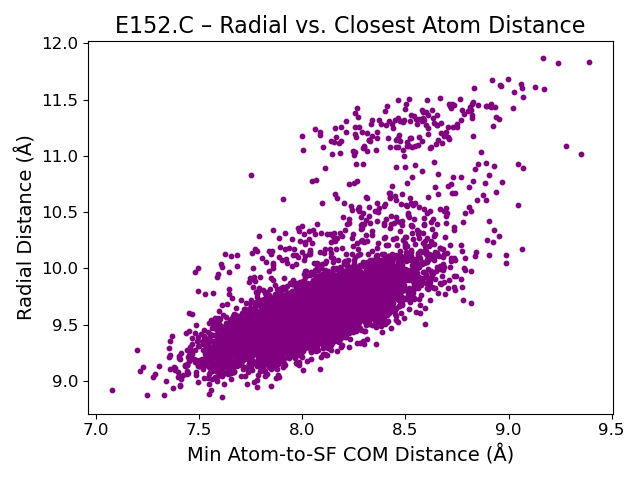 E152.C – Radial vs. Closest Atom Distance
Radial Distance (Å)
12.0
11.5
11.0
10.5
10.0
9.5
9.0
7.0 7.5 8.0 8.5 9.0 9.5
Min Atom-to-SF COM Distance (Å)